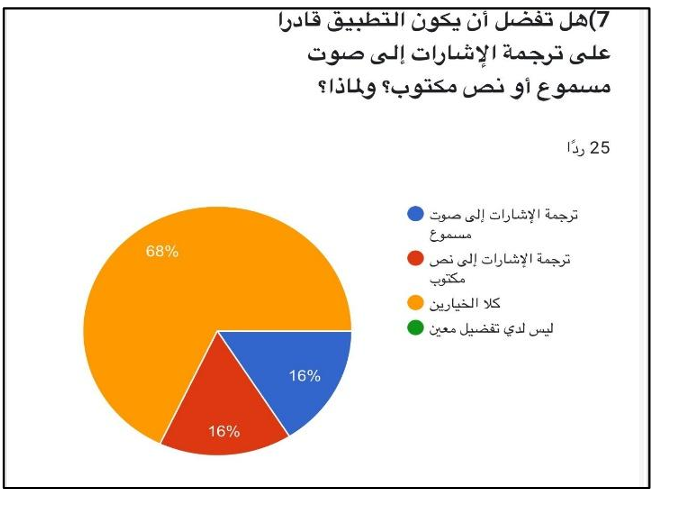 7)هل تفضل أن يكون التطبيق قادرا
على ترجمة الإشارات إلى صوت
مسموع أو نص مكتوب؟ ولماذا؟
25 ردًا
ترجمة الإشارات إلى صوت
مسموع
ترجمة الإشارات إلى نص
مكتوب
كلا الخيارين
ليس لدي تفضيل معين
68%
16%
16%